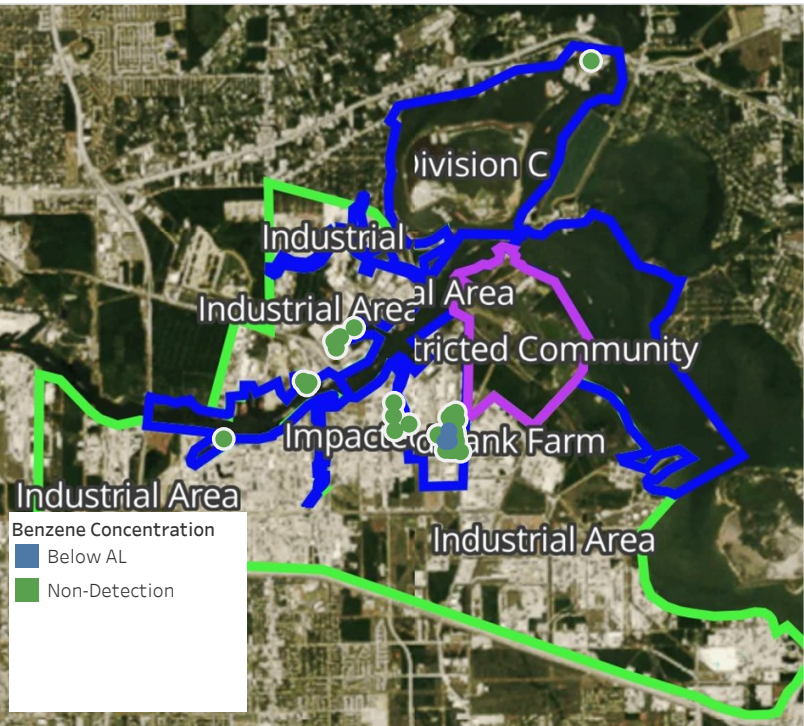 Division C
Industrial
al Area
Industrial Area
tricted Community
Impacted Tank Farm
Industrial Area
Industrial Area
Benzene Concentration
Below AL
Non-Detection